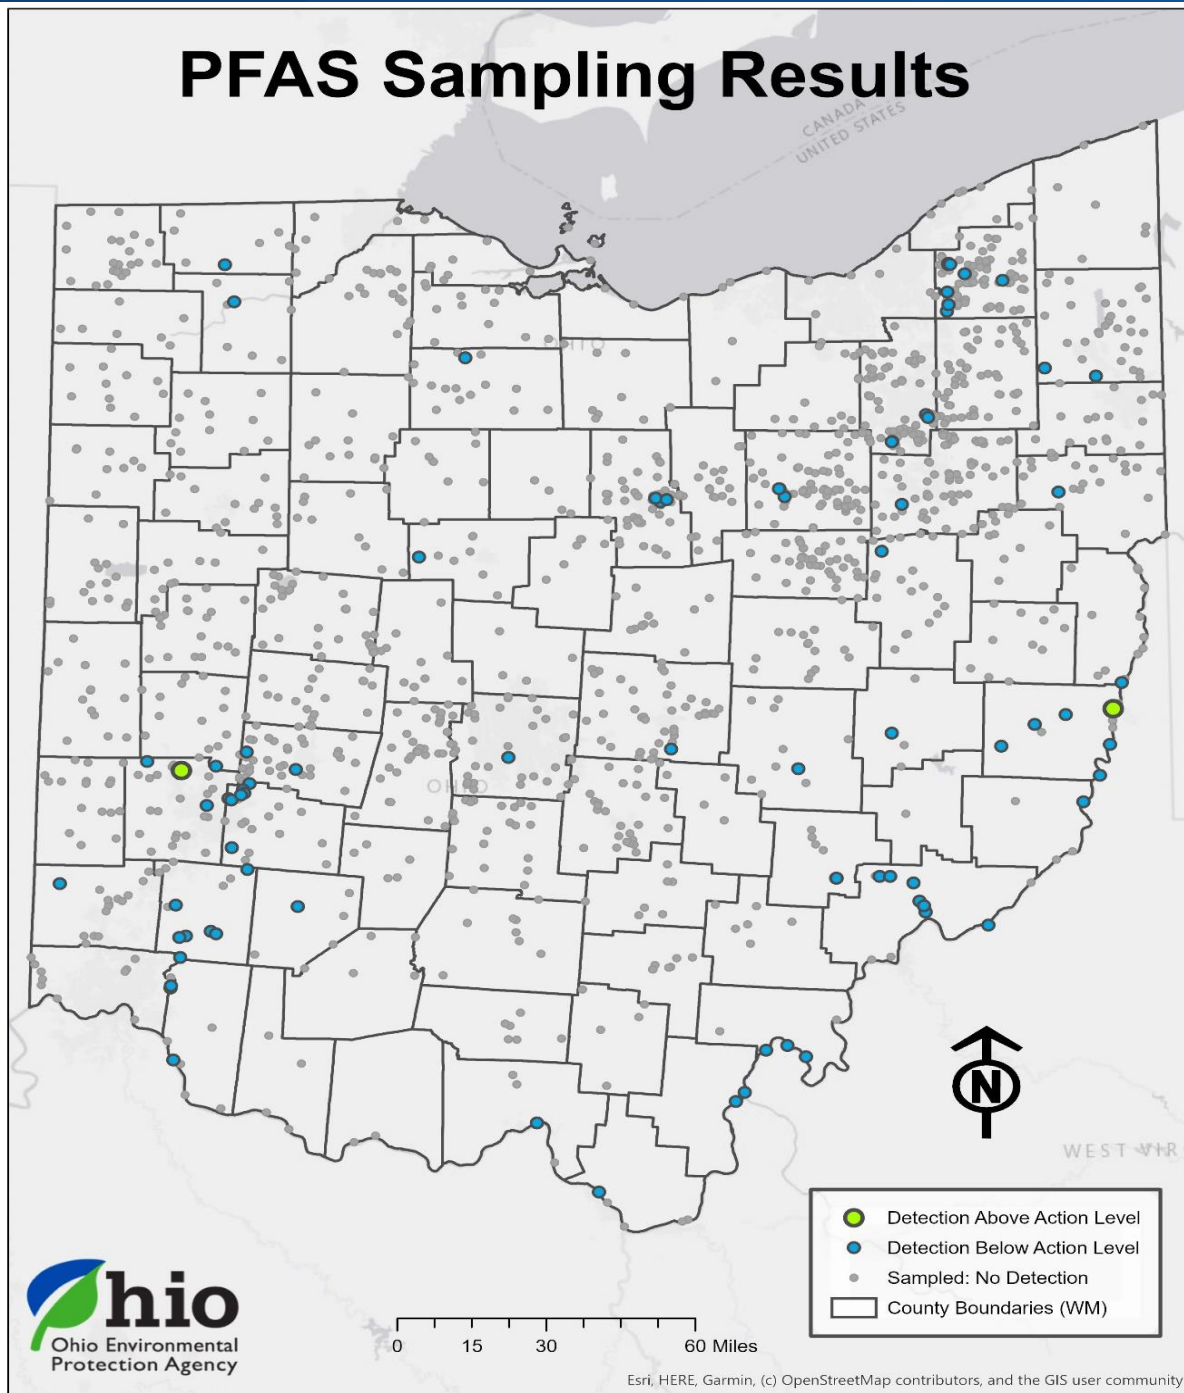 PFAS Sampling Results
CANADA
UNITED STATES
OHIO
OHIO
N
WEST VIR
Detection Above Action Level
Detection Below Action Level
Sampled: No Detection
County Boundaries (WM)
Ohio
Ohio Environmental
Protection Agency
0 15 30 60 Miles
Esri, HERE, Garmin, (c) OpenStreetMap contributors, and the GIS user community